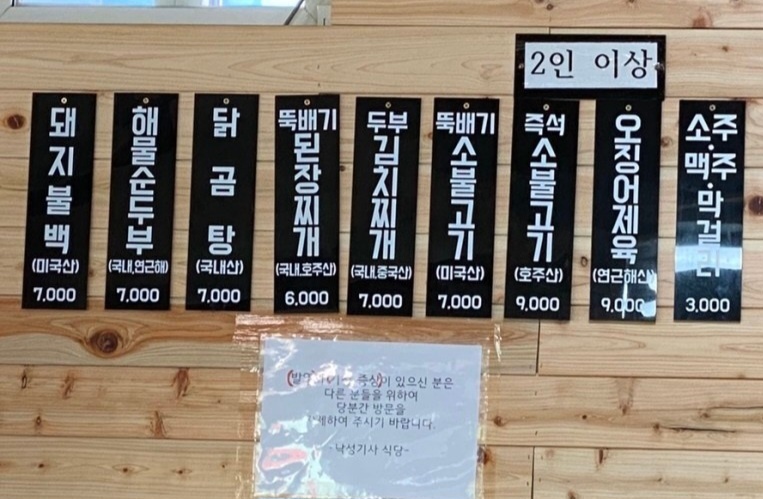 2인 이상
돼지불백
(미국산)
7.000
해물순두부
(국내,연근해)
7.000
닭곰탕
(국내산)
7.000
뚝배기
된장찌개
(국내,호주산)
6.000
두부
김치찌개
(국내,중국산)
7.000
뚝배기
소불고기
(미국산)
7.000
즉석
소불고기
(호주산)
9.000
오징어제육
(연근해산)
9.000
소주·맥주·막걸리
3.000
증상)이 있으신 분은
다른 분들을 위하여
당분간 방문을
주시기 바랍니다.
-낙성기사 식당-